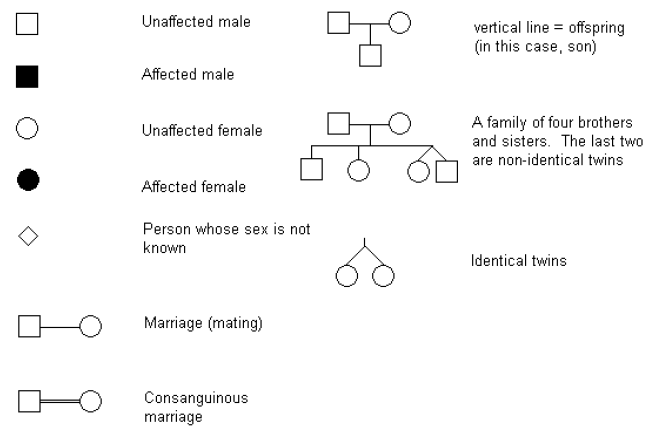 Unaffected male
Affected male
Unaffected female
Affected female
Person whose sex is not
known
Marriage (mating)
Consanguinous
marriage
vertical line = offspring
(in this case, son)
A family of four brothers
and sisters.  The last two
are non-identical twins
Identical twins